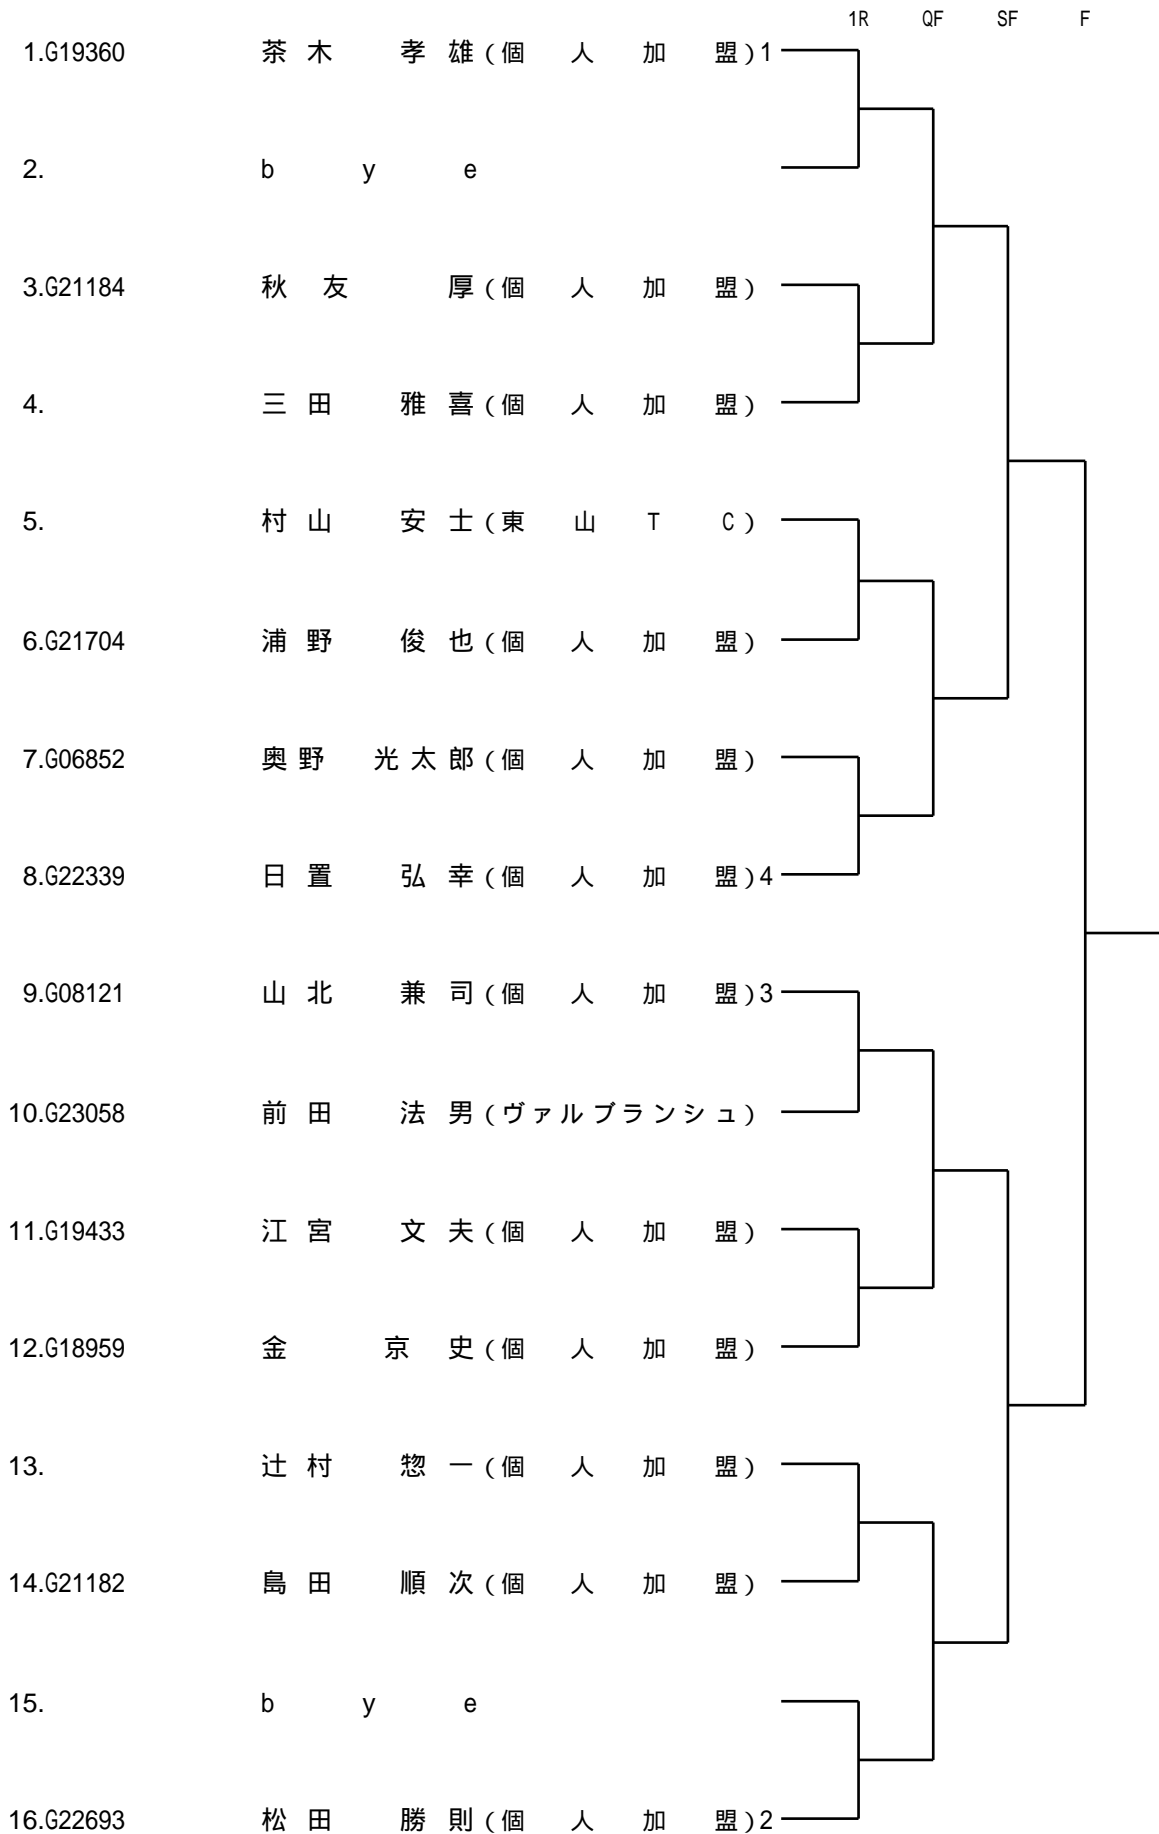 1R QF SF F
1.G19360 茶木 孝雄(個人加盟)1
2. bye
3.G21184 秋友 厚(個人加盟)
4. 三田 雅喜(個人加盟)
5. 村山 安士(東山TC)
6.G21704 浦野 俊也(個人加盟)
7.G06852 奥野 光太郎(個人加盟)
8.G22339 日置 弘幸(個人加盟)4
9.G08121 山北 兼司(個人加盟)3
10.G23058 前田 法男(ヴァルブランシュ)
11.G19433 江宮 文夫(個人加盟)
12.G18959 金 京史(個人加盟)
13. 辻村 惣一(個人加盟)
14.G21182 島田 順次(個人加盟)
15. bye
16.G22693 松田 勝則(個人加盟)2